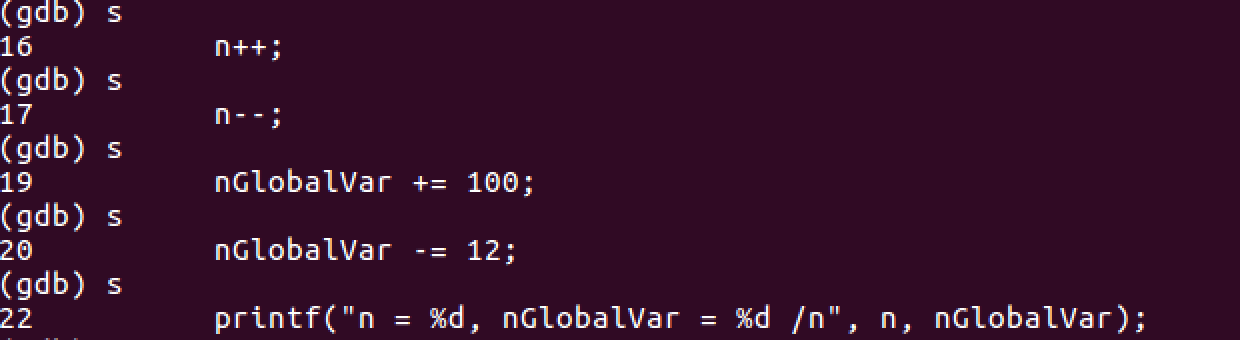 (gdb) s
16 n++;
(gdb) s
17 n--;
(gdb) s
19 nGlobalVar += 100;
(gdb) s
20 nGlobalVar -= 12;
(gdb) s
22 printf("n = %d, nGlobalVar = %d /n", n, nGlobalVar);